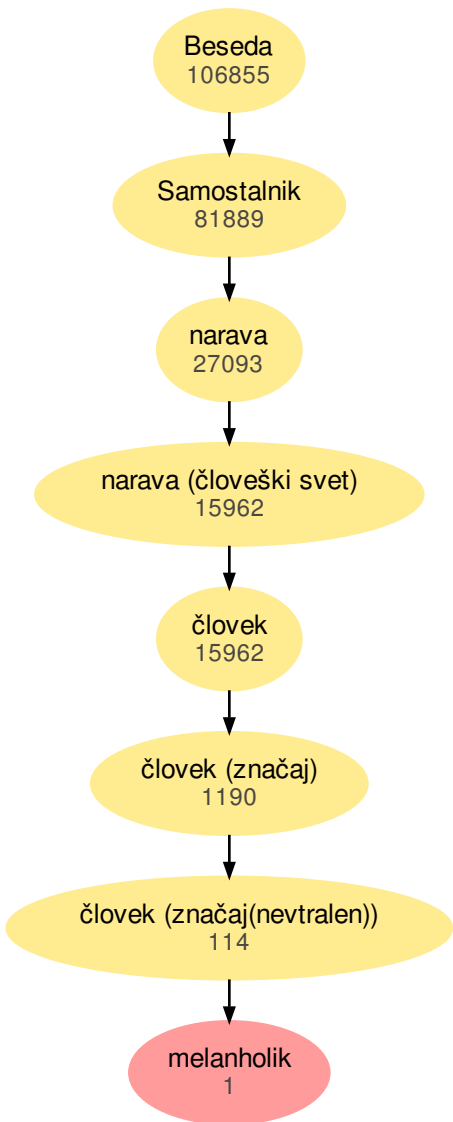 Beseda
106855
Samostalnik
81889
narava
27093
narava (človeški svet)
15962
človek
15962
človek (značaj)
1190
človek (značaj(nevtralen))
114
melanholik
1